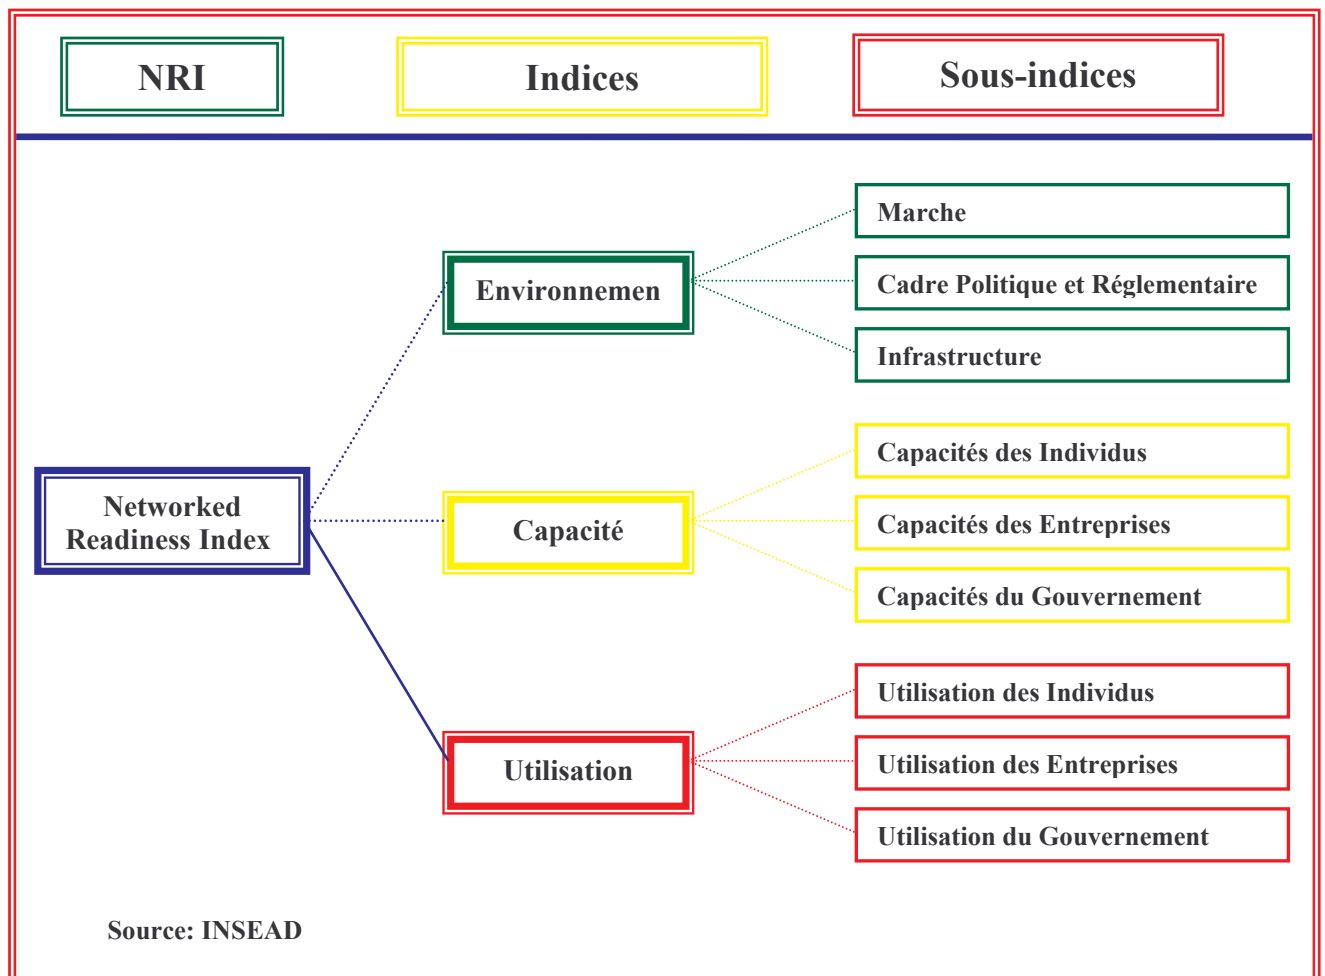 NRI
Indices
Sous-indices
Marche
Cadre Politique et Réglementaire
Infrastructure
Environnemen
Capacités des Individus
Capacités des Entreprises
Capacités du Gouvernement
Networked
Readiness Index
Capacité
Utilisation des Individus
Utilisation des Entreprises
Utilisation du Gouvernement
Utilisation
Source: INSEAD